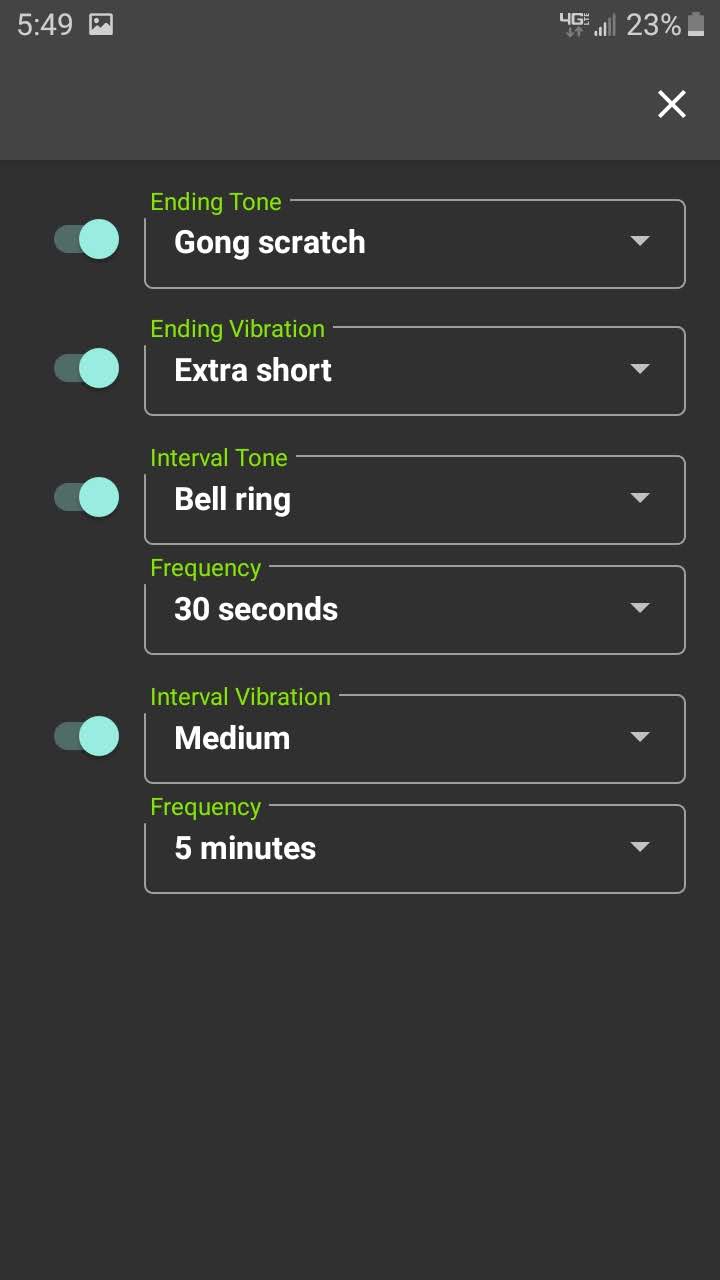 5:49
4G LTE 23%
Ending Tone
Gong scratch
Ending Vibration
Extra short
Interval Tone
Bell ring
Frequency
30 seconds
Interval Vibration
Medium
Frequency
5 minutes